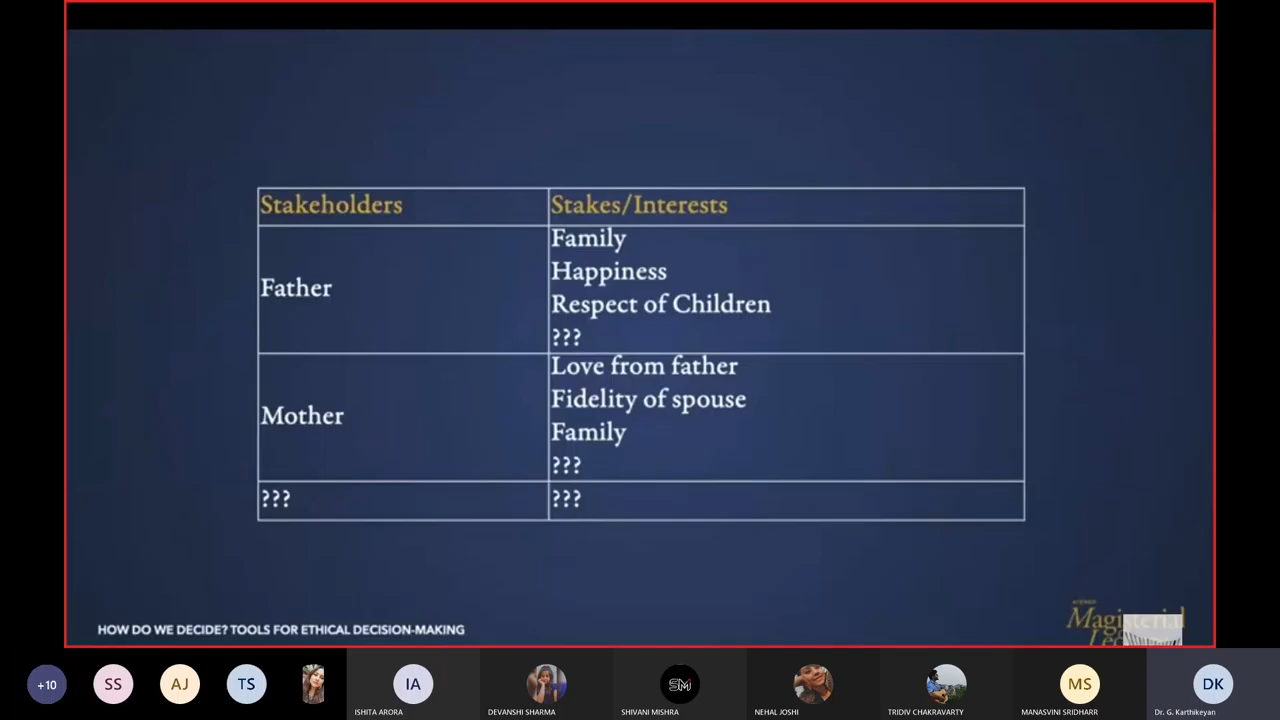 Stakeholders
Stakes/Interests
Father
Family
Happiness
Respect of Children
???
Mother
Love from father
Fidelity of spouse
Family
???
???
???
HOW DO WE DECIDE? TOOLS FOR ETHICAL DECISION-MAKING
Magisterial
+10
SS
AJ
TS
IA
SM
MS
DK
ISHITA ARORA
DEVANSHI SHARMA
SHIVANI MISHRA
NEHAL JOSHI
TRIDIV CHAKRAVARTY
MANASVINI SRIDHARR
Dr. G. Karthikeyan